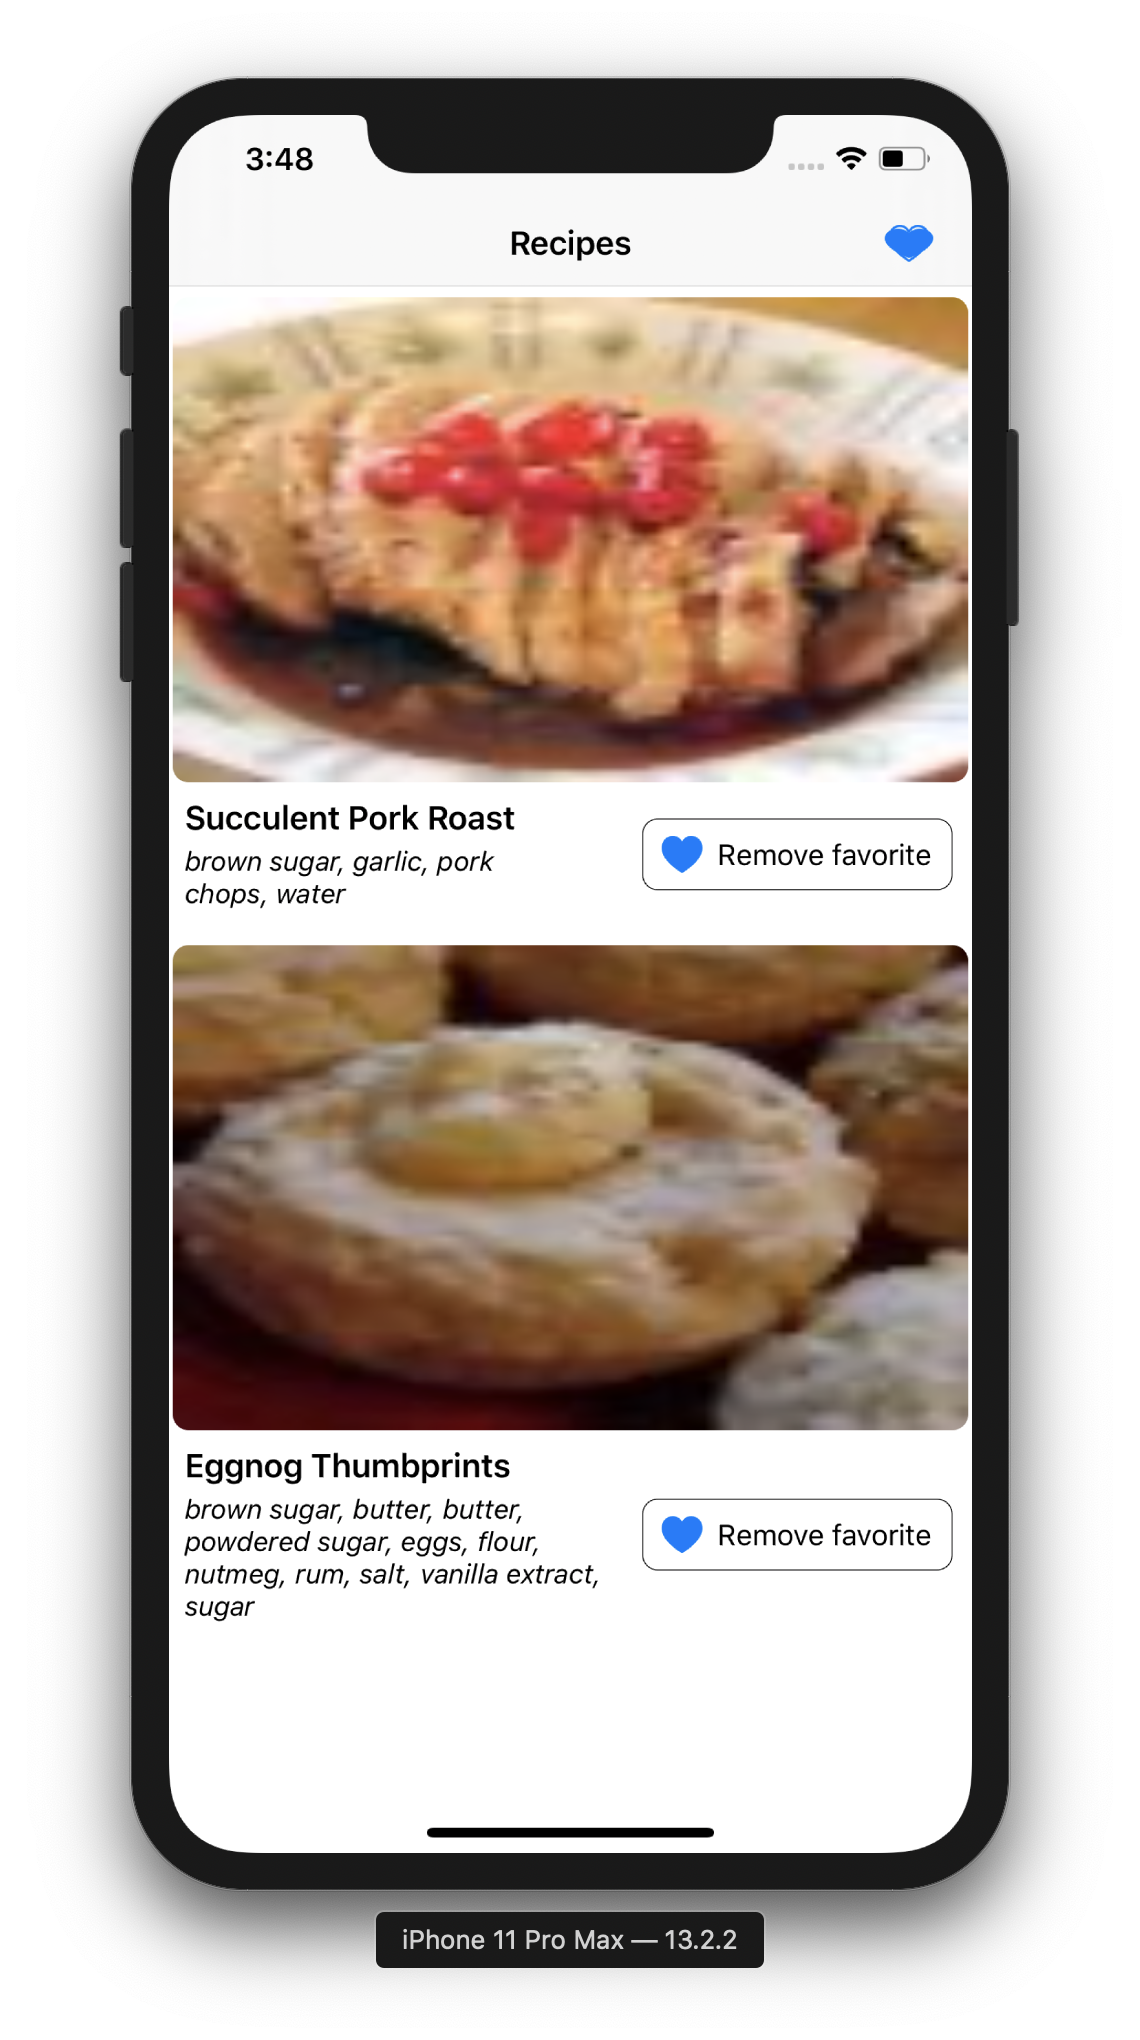 3:48
Recipes
Succulent Pork Roast
brown sugar, garlic, pork
chops, water
Remove favorite
Eggnog Thumbprints
brown sugar, butter, butter,
powdered sugar, eggs, flour,
nutmeg, rum, salt, vanilla extract,
sugar
Remove favorite
iPhone 11 Pro Max — 13.2.2